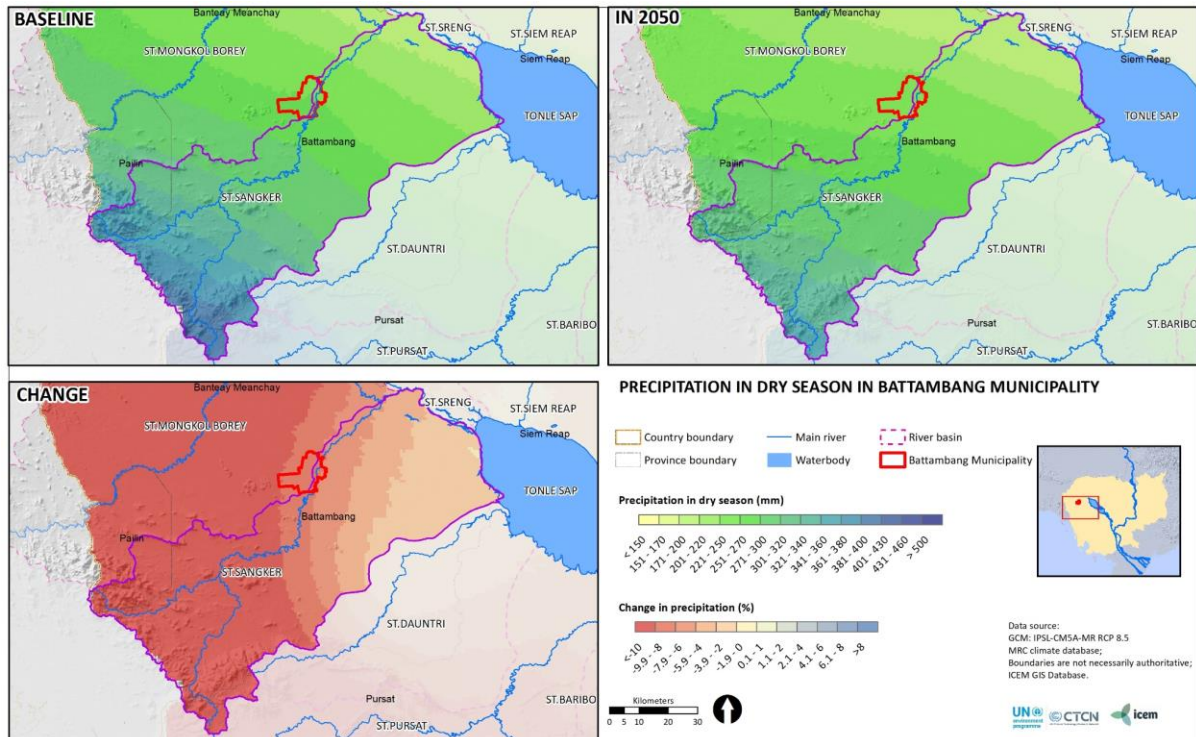 BASELINE
Banteay Meanchey
ST.SRENG
ST.SIEM REAP
Siem Reap
ST.MONGKOL BOREY
TONLE SAP
Battambang
Pailin
ST.SANGKER
ST.DAUNTRI
Pursat
ST.BARIBO
ST.PURSAT
IN 2050
Banteay Meanchey
ST.SRENG
ST.SIEM REAP
Siem Reap
ST.MONGKOL BOREY
TONLE SAP
Battambang
Pailin
ST.SANGKER
ST.DAUNTRI
Pursat
ST.BARIBO
ST.PURSAT
CHANGE
Banteay Meanchey
ST.SRENG
ST.SIEM REAP
Siem Reap
ST.MONGKOL BOREY
TONLE SAP
Battambang
Pailin
ST.SANGKER
ST.DAUNTRI
Pursat
ST.BARIBO
ST.PURSAT
PRECIPITATION IN DRY SEASON IN BATTAMBANG MUNICIPALITY
Country boundary
Main river
River basin
Province boundary
Waterbody
Battambang Municipality
Precipitation in dry season (mm)
<150
151-170
171-200
201-220
221-250
251-270
271-300
301-320
321-340
341-360
361-380
381-400
401-430
431-460
> 500
Change in precipitation (%)
<-10
-9.9 - -8
-7.9 - -6
-5.9 - -4
-3.9 - -2
-1.9 - 0
0.1 - 1
1.1 - 2
2.1 - 4
4.1 - 6
6.1 - 8
>8
Kilometers
0 5 10 20 30
Data source:
GCM: IPSL-CM5A-MR RCP 8.5
MRC climate database;
Boundaries are not necessarily authoritative;
ICEM GIS Database.
UN
environment
programme
CTCN
icem